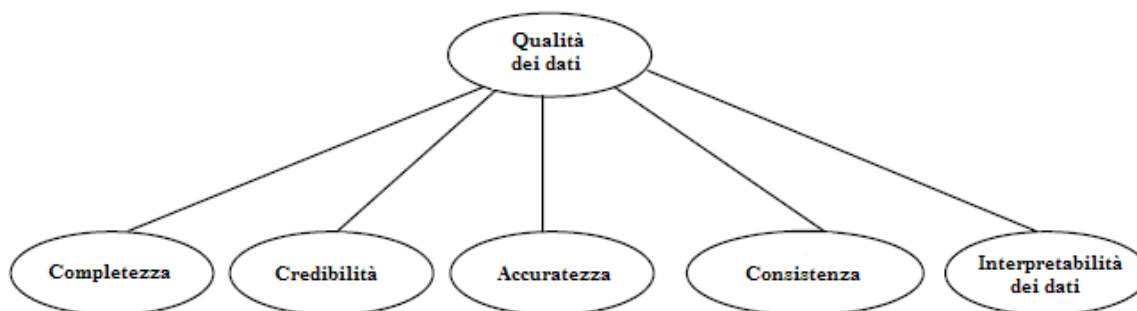 Qualità
dei dati
Completezza
Credibilità
Accuratezza
Consistenza
Interpretabilità
dei dati